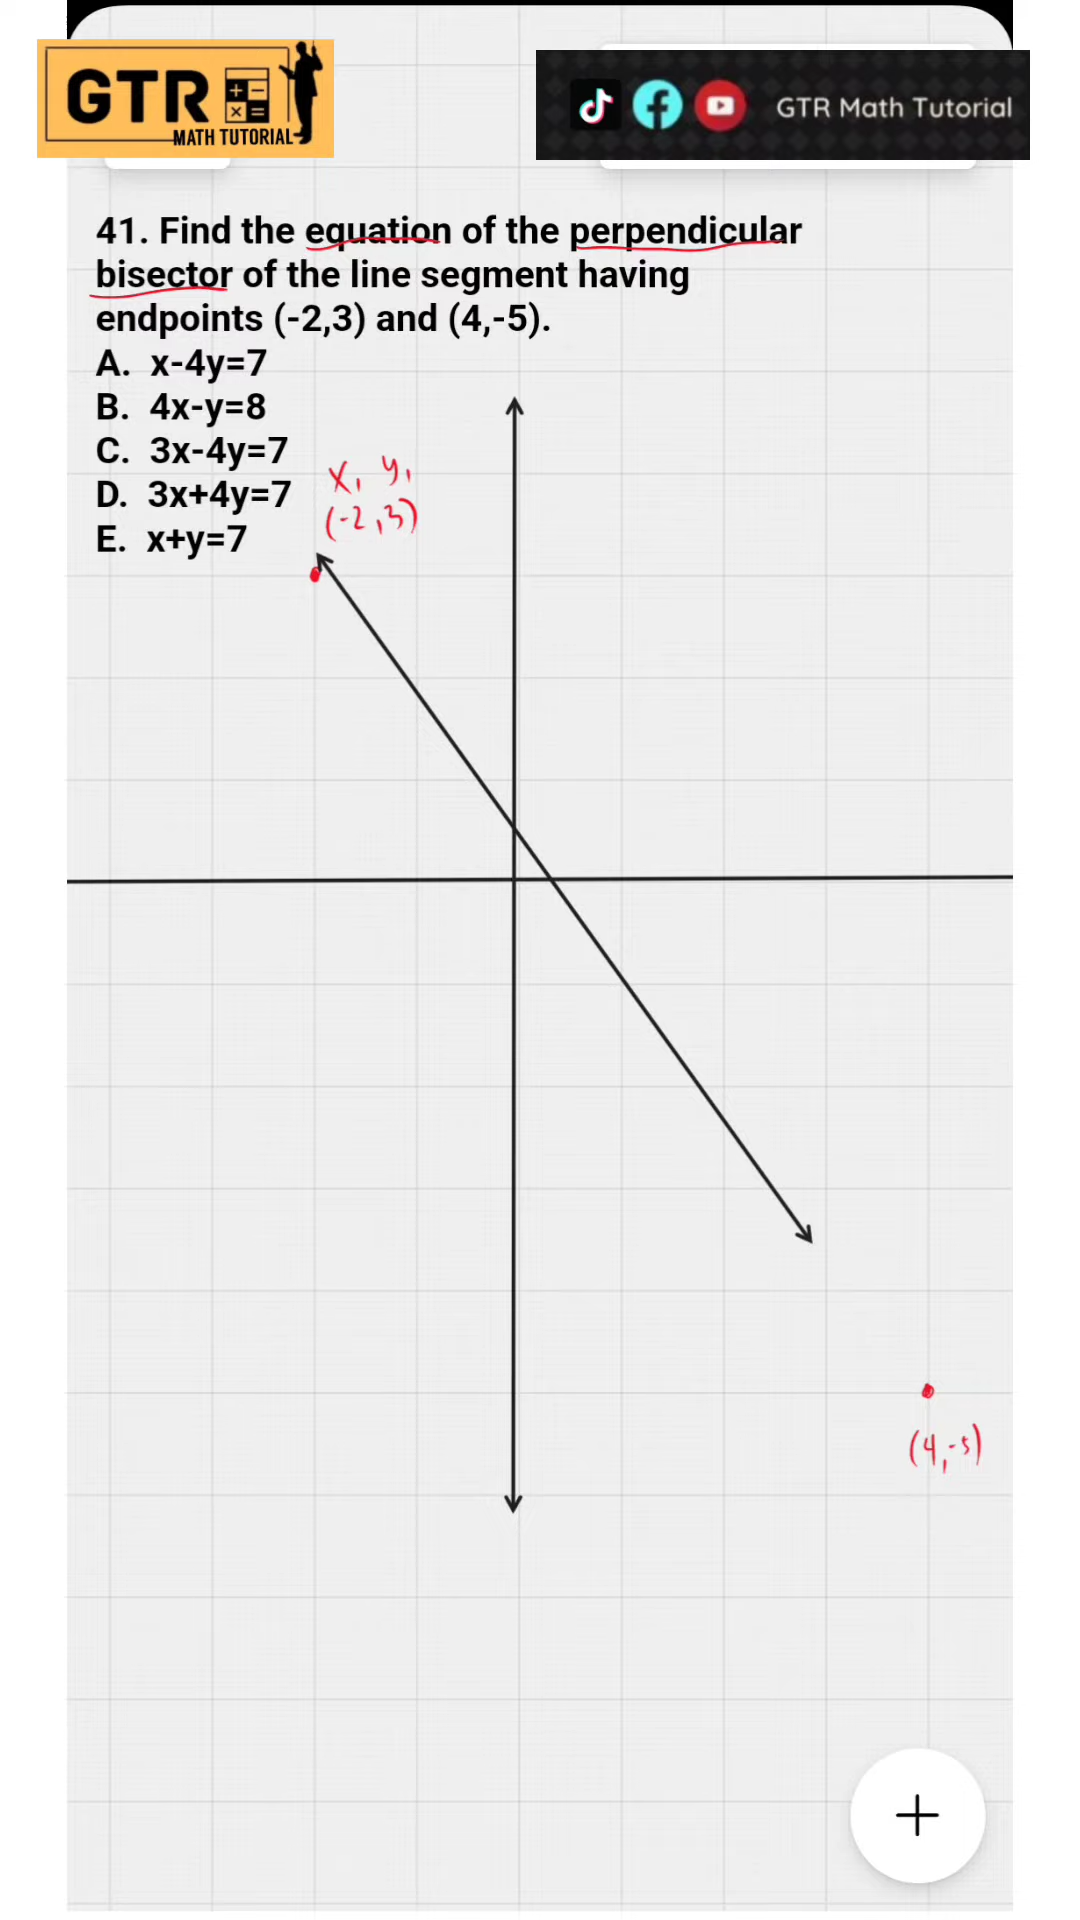 GTR
MATH TUTORIAL
GTR Math Tutorial
41. Find the equation of the perpendicular
bisector of the line segment having
endpoints (-2,3) and (4,-5).
A. x-4y=7
B. 4x-y=8
C. 3x-4y=7
D. 3x+4y=7
E. x+y=7
x₁ y₁
(-2,3)
(4,-5)